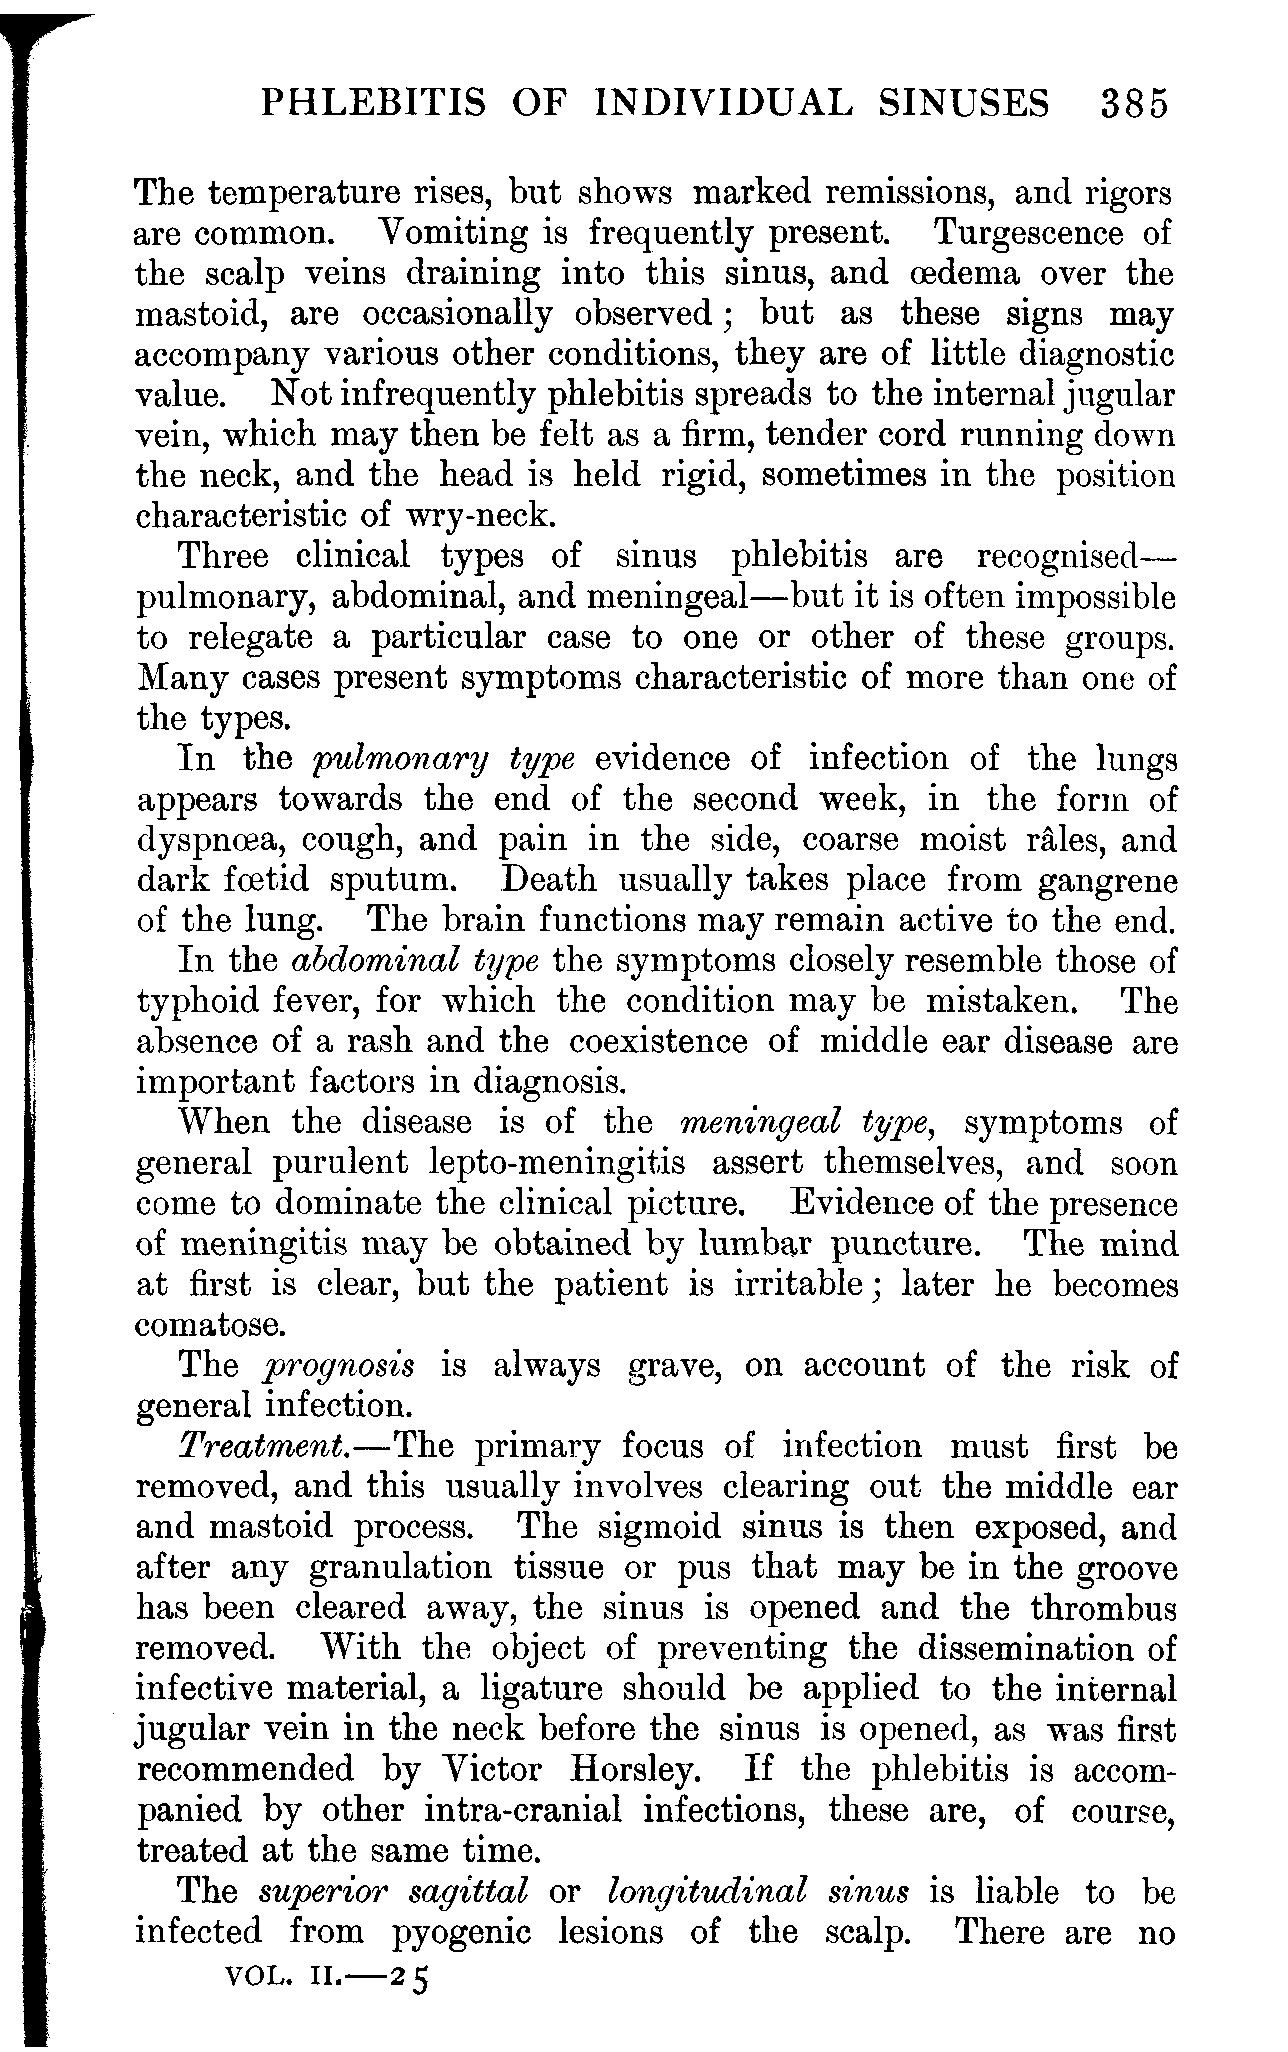 PHLEBITIS OF INDIVIDUAL SINUSES 385
The temperature rises, but shows marked remissions, and rigors
are common. Vomiting is frequently present. Turgescence of
the scalp veins draining into this sinus, and œdema over the
mastoid, are occasionally observed; but as these signs may
accompany various other conditions, they are of little diagnostic
value. Not infrequently phlebitis spreads to the internal jugular
vein, which may then be felt as a firm, tender cord running down
the neck, and the head is held rigid, sometimes in the position
characteristic of wry-neck.
Three clinical types of sinus phlebitis are recognised—
pulmonary, abdominal, and meningeal—but it is often impossible
to relegate a particular case to one or other of these groups.
Many cases present symptoms characteristic of more than one of
the types.
In the pulmonary type evidence of infection of the lungs
appears towards the end of the second week, in the form of
dyspnœa, cough, and pain in the side, coarse moist râles, and
dark fœtid sputum. Death usually takes place from gangrene
of the lung. The brain functions may remain active to the end.
In the abdominal type the symptoms closely resemble those of
typhoid fever, for which the condition may be mistaken. The
absence of a rash and the coexistence of middle ear disease are
important factors in diagnosis.
When the disease is of the meningeal type, symptoms of
general purulent lepto-meningitis assert themselves, and soon
come to dominate the clinical picture. Evidence of the presence
of meningitis may be obtained by lumbar puncture. The mind
at first is clear, but the patient is irritable; later he becomes
comatose.
The prognosis is always grave, on account of the risk of
general infection.
Treatment.—The primary focus of infection must first be
removed, and this usually involves clearing out the middle ear
and mastoid process. The sigmoid sinus is then exposed, and
after any granulation tissue or pus that may be in the groove
has been cleared away, the sinus is opened and the thrombus
removed. With the object of preventing the dissemination of
infective material, a ligature should be applied to the internal
jugular vein in the neck before the sinus is opened, as was first
recommended by Victor Horsley. If the phlebitis is accom-
panied by other intra-cranial infections, these are, of course,
treated at the same time.
The superior sagittal or longitudinal sinus is liable to be
infected from pyogenic lesions of the scalp. There are no
VOL. II.—25